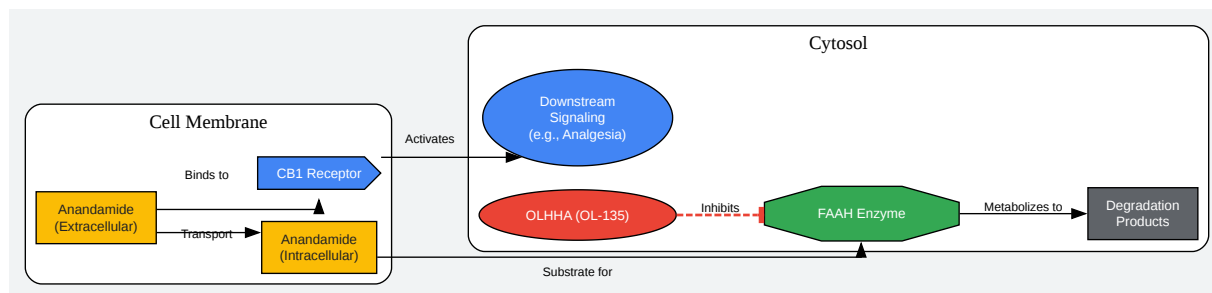 Cytosol
Downstream
Signaling
(e.g., Analgesia)
Cell Membrane
Activates
Binds to
CB1 Receptor
Anandamide
(Extracellular)
Transport
Anandamide
(Intracellular)
OLHHA (OL-135)
Inhibits
FAAH Enzyme
Metabolizes to
Degradation
Products
Substrate for